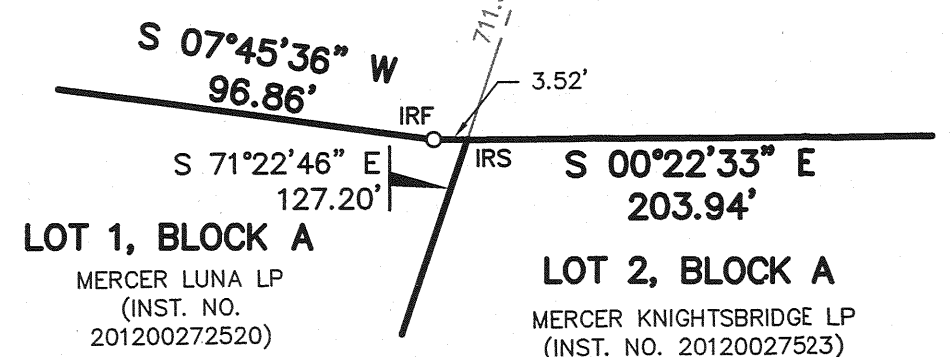 S 07°45'36" W
96.86'
711.
3.52'
IRF
IRS
S 71°22'46" E
127.20'
S 00°22'33" E
203.94'
LOT 1, BLOCK A
MERCER LUNA LP
(INST. NO.
201200272520)
LOT 2, BLOCK A
MERCER KNIGHTSBRIDGE LP
(INST. NO. 20120027523)